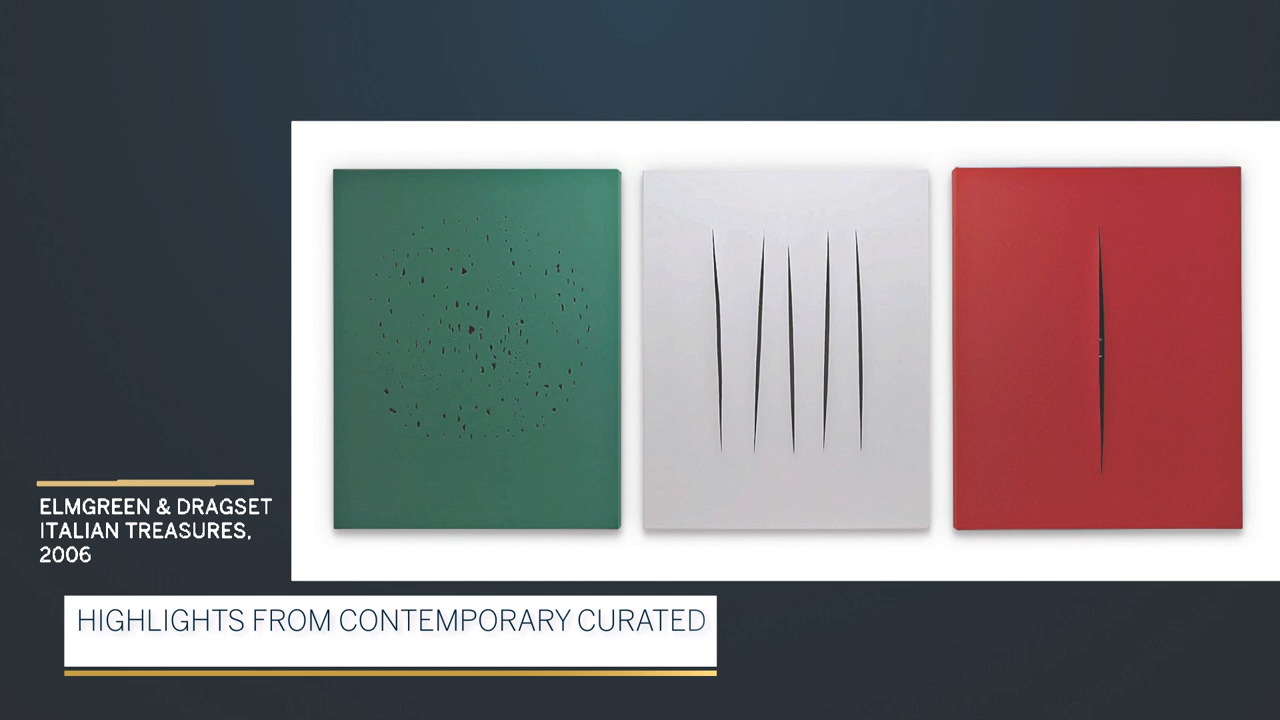 ELMGREEN & DRAGSET
ITALIAN TREASURES,
2006
HIGHLIGHTS FROM CONTEMPORARY CURATED